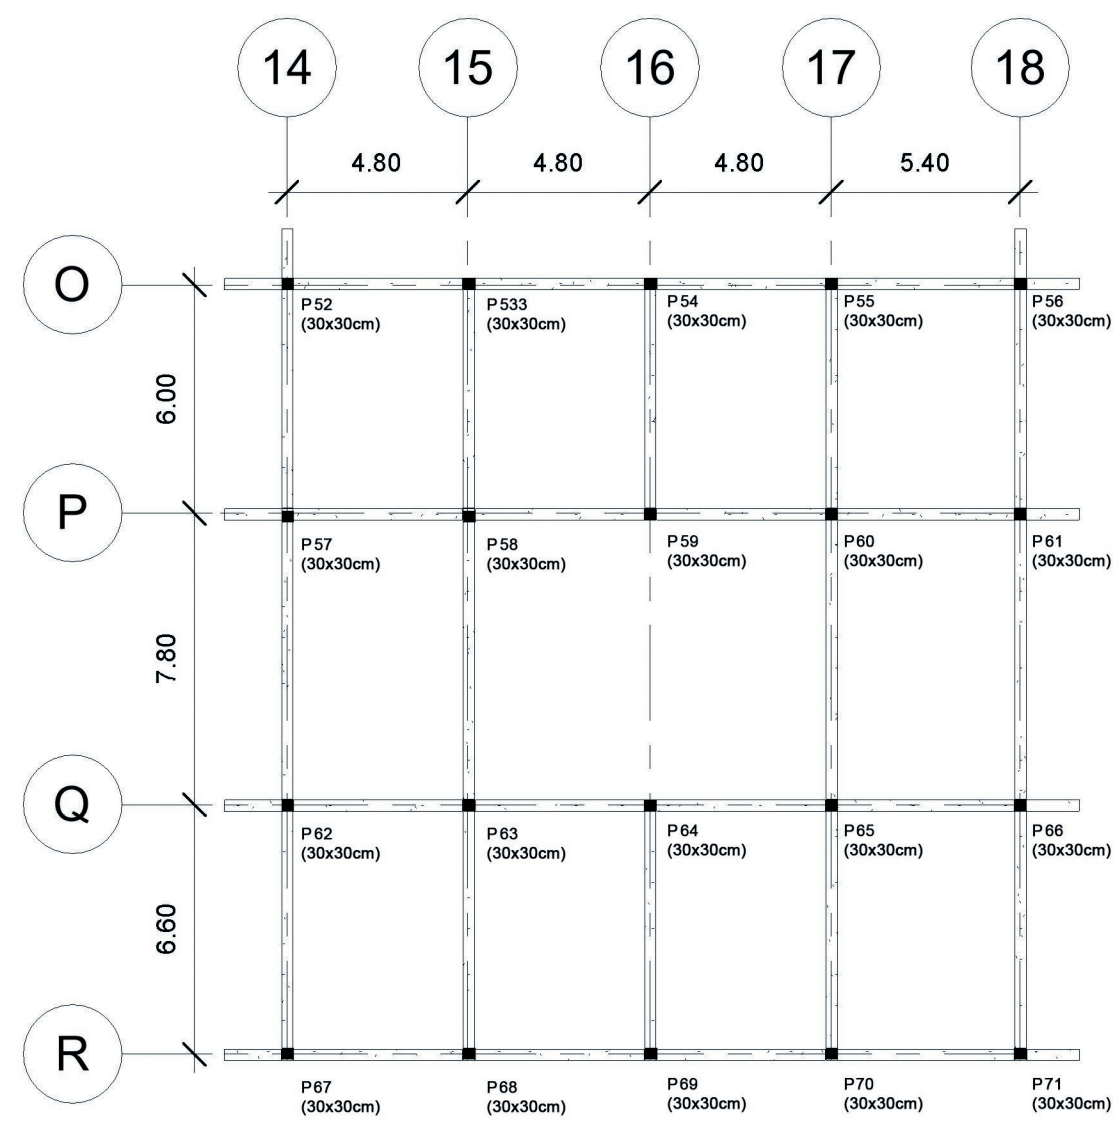 14 15 16 17 18
4.80 4.80 4.80 5.40
O
P52 P533 P54 P55 P56
(30x30cm) (30x30cm) (30x30cm) (30x30cm) (30x30cm)
6.00
P
P57 P58 P59 P60 P61
(30x30cm) (30x30cm) (30x30cm) (30x30cm) (30x30cm)
7.80
Q
P62 P63 P64 P65 P66
(30x30cm) (30x30cm) (30x30cm) (30x30cm) (30x30cm)
6.60
R
P67 P68 P69 P70 P71
(30x30cm) (30x30cm) (30x30cm) (30x30cm) (30x30cm)